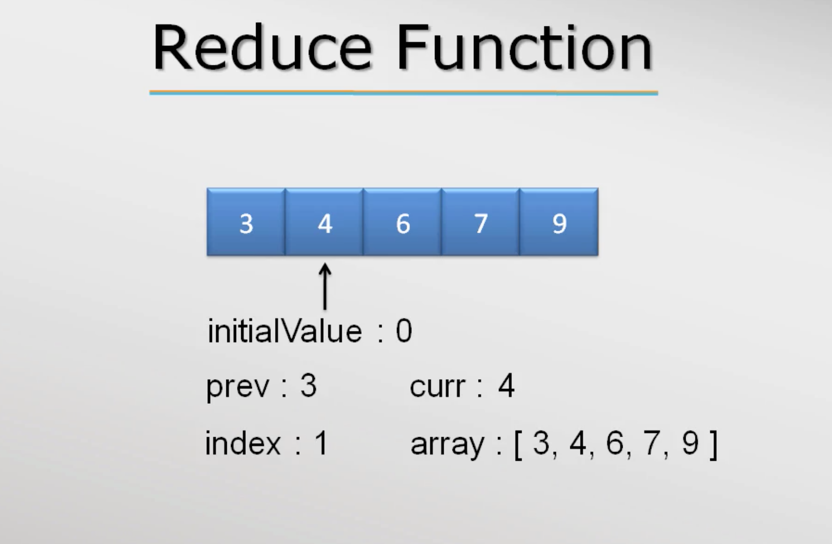 Reduce Function
3 4 6 7 9
initialValue : 0
prev : 3 curr : 4
index : 1 array : [ 3, 4, 6, 7, 9 ]